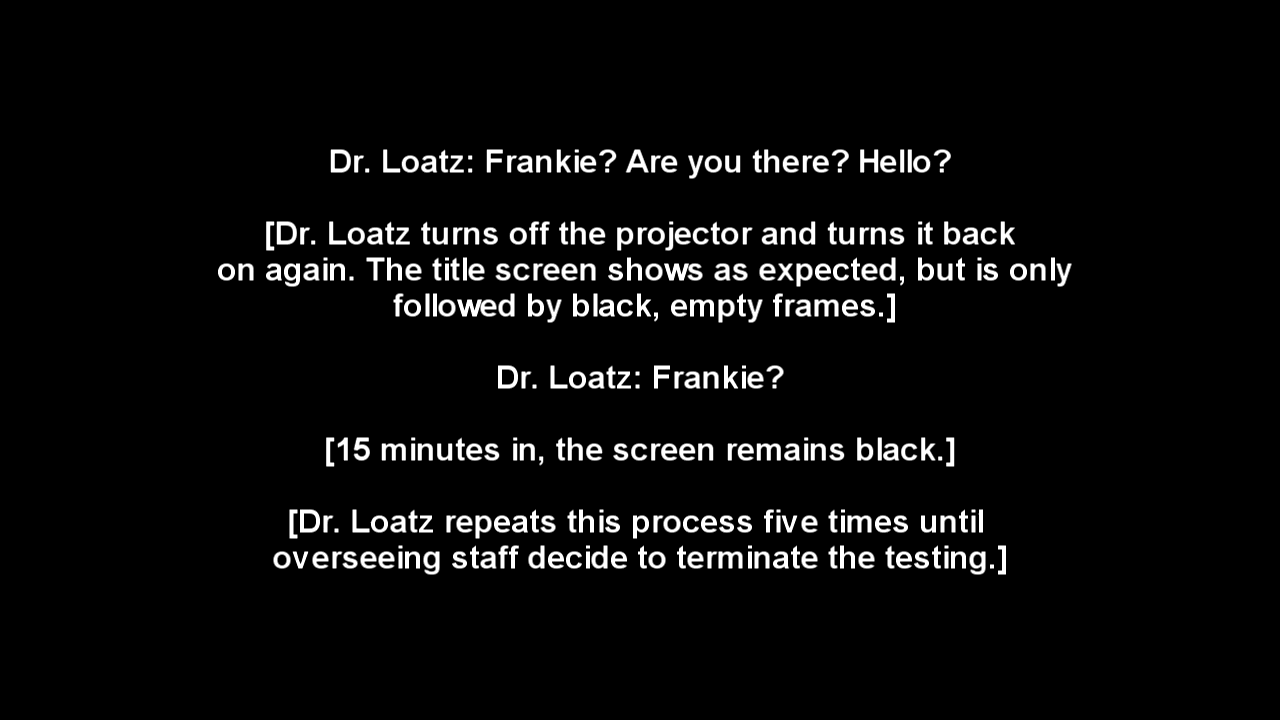 Dr. Loatz: Frankie? Are you there? Hello?
[Dr. Loatz turns off the projector and turns it back
on again. The title screen shows as expected, but is only
followed by black, empty frames.]
Dr. Loatz: Frankie?
[15 minutes in, the screen remains black.]
[Dr. Loatz repeats this process five times until
overseeing staff decide to terminate the testing.]